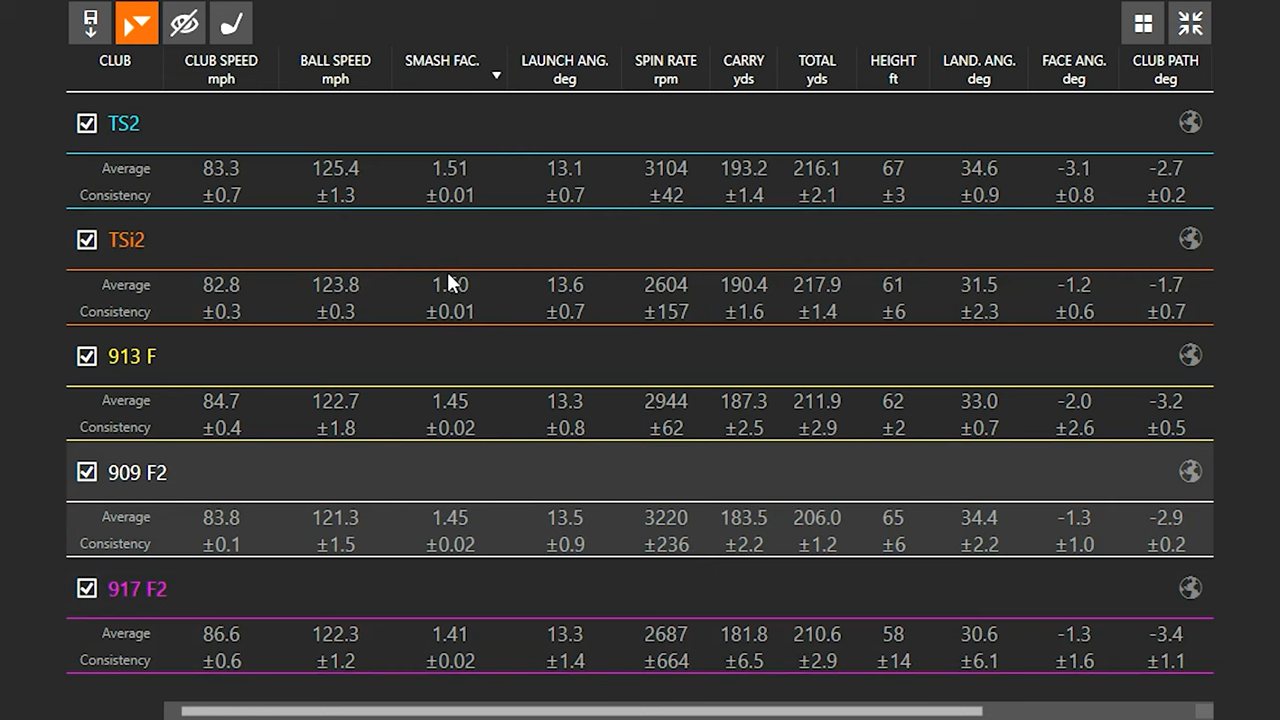 CLUB CLUB SPEED BALL SPEED SMASH FAC. LAUNCH ANG. SPIN RATE CARRY TOTAL HEIGHT LAND. ANG. FACE ANG. CLUB PATH
mph mph deg rpm yds yds ft deg deg deg
TS2
Average 83.3 125.4 1.51 13.1 3104 193.2 216.1 67 34.6 -3.1 -2.7
Consistency ±0.7 ±1.3 ±0.01 ±0.7 ±42 ±1.4 ±2.1 ±3 ±0.9 ±0.8 ±0.2
TSi2
Average 82.8 123.8 13.6 2604 190.4 217.9 61 31.5 -1.2 -1.7
Consistency ±0.3 ±0.3 ±0.01 ±0.7 ±157 ±1.6 ±1.4 ±6 ±2.3 ±0.6 ±0.7
913 F
Average 84.7 122.7 1.45 13.3 2944 187.3 211.9 62 33.0 -2.0 -3.2
Consistency ±0.4 ±1.8 ±0.02 ±0.8 ±62 ±2.5 ±2.9 ±2 ±0.7 ±2.6 ±0.5
909 F2
Average 83.8 121.3 1.45 13.5 3220 183.5 206.0 65 34.4 -1.3 -2.9
Consistency ±0.1 ±1.5 ±0.02 ±0.9 ±236 ±2.2 ±1.2 ±6 ±2.2 ±1.0 ±0.2
917 F2
Average 86.6 122.3 1.41 13.3 2687 181.8 210.6 58 30.6 -1.3 -3.4
Consistency ±0.6 ±1.2 ±0.02 ±1.4 ±664 ±6.5 ±2.9 ±14 ±6.1 ±1.6 ±1.1